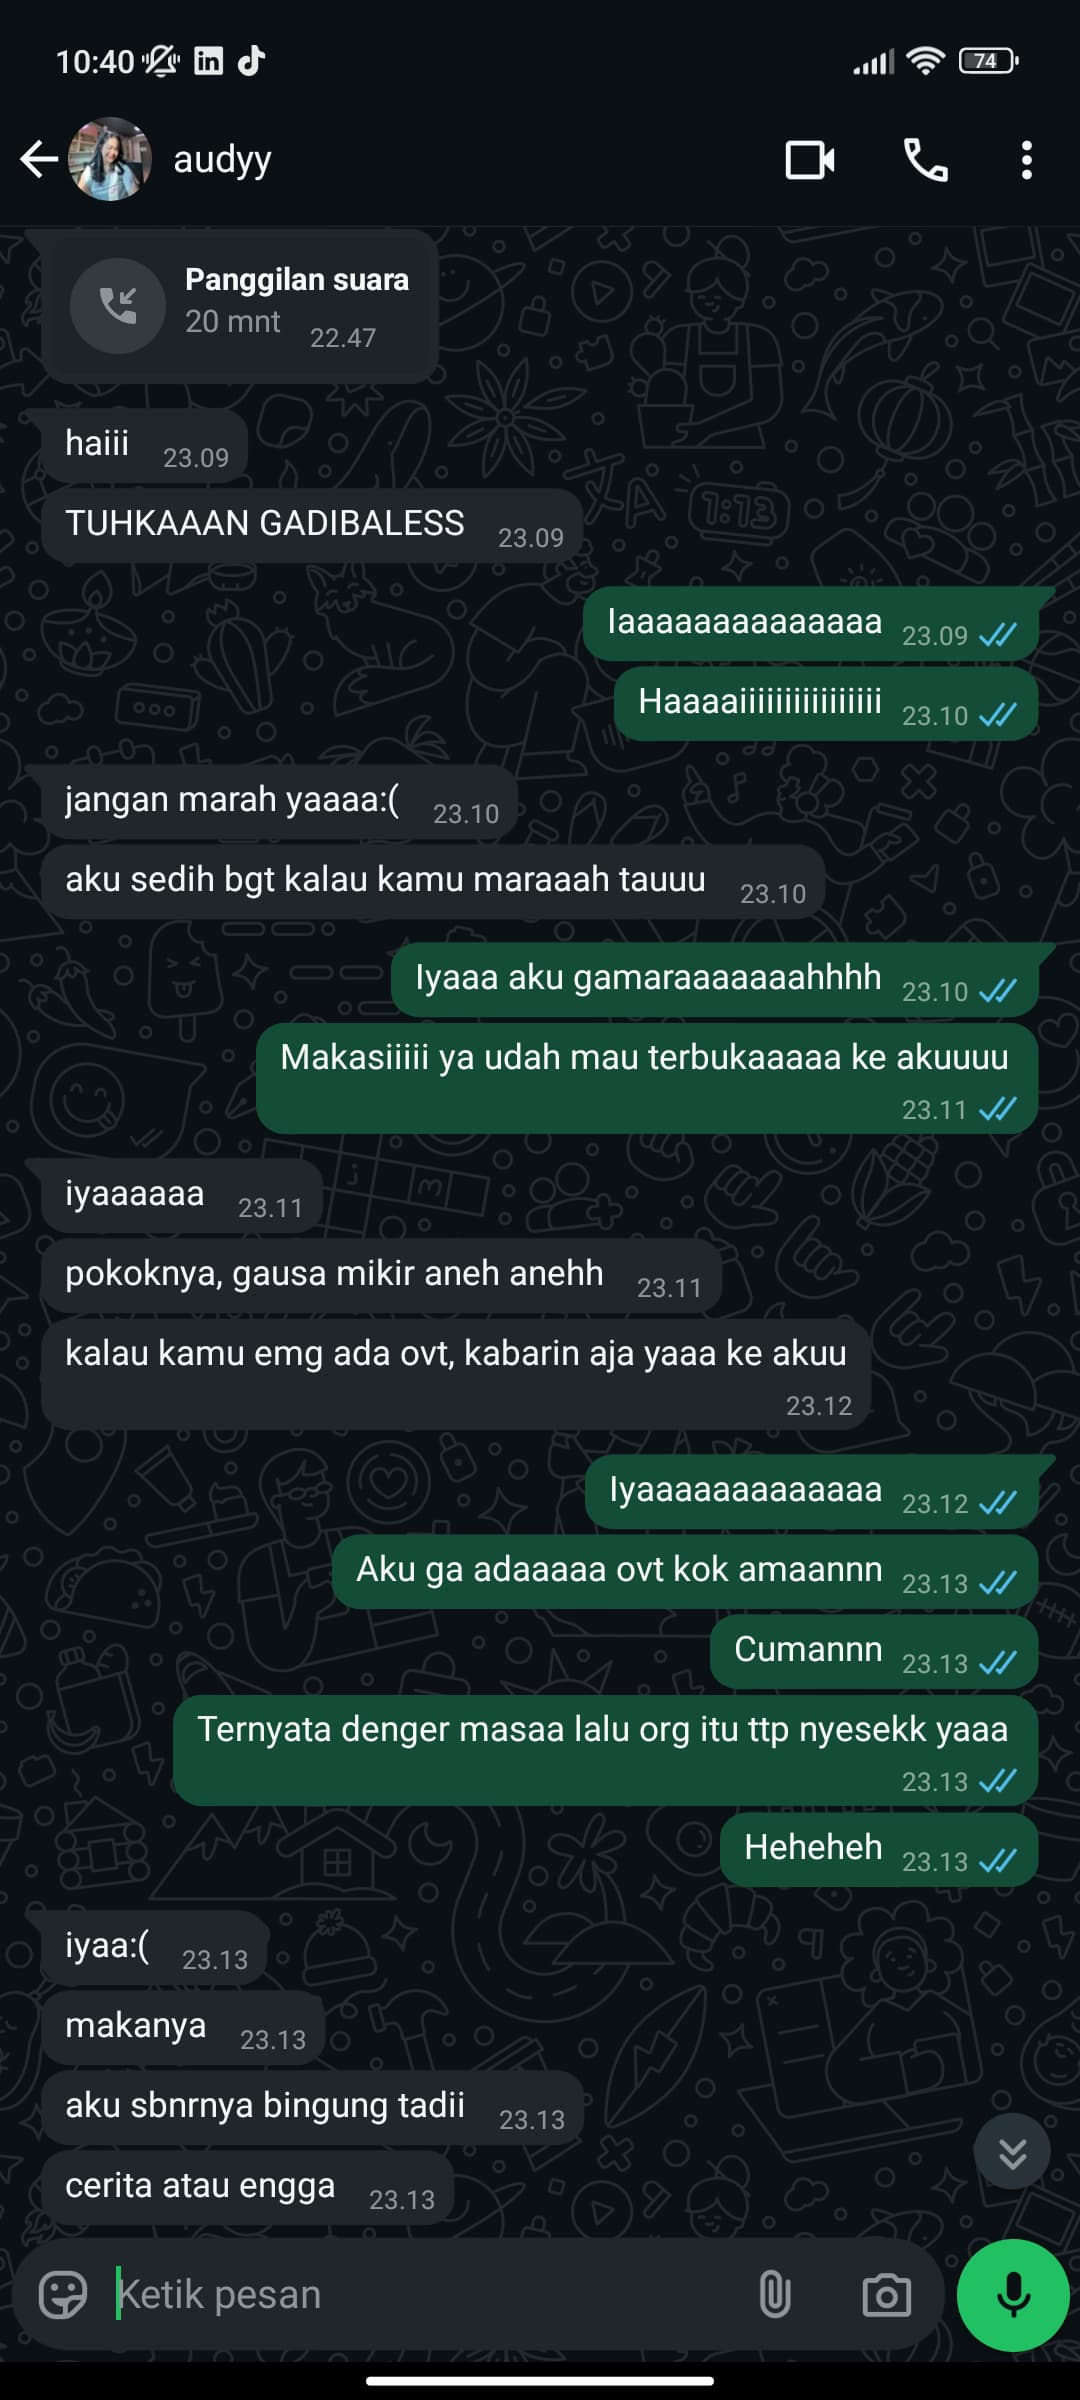 10:40
74
audyy
Panggilan suara
20 mnt 22.47
haiii 23.09
TUHKAAAN GADIBALESS 23.09
Iaaaaaaaaaaaaaa 23.09
Haaaaiiiiiiiiiiiiiiii 23.10
jangan marah yaaaa:( 23.10
aku sedih bgt kalau kamu maraaah tauuu 23.10
Iyaaa aku gamaraaaaaaahhhh 23.10
Makasiiiii ya udah mau terbukaaaaa ke akuuuu
23.11
iyaaaaaa 23.11
pokoknya, gausa mikir aneh anehh 23.11
kalau kamu emg ada ovt, kabarin aja yaaa ke akuu
23.12
Iyaaaaaaaaaaaaa 23.12
Aku ga adaaaaa ovt kok amaannn 23.13
Cumannn 23.13
Ternyata denger masaa lalu org itu ttp nyesekk yaaa
23.13
Heheheh 23.13
iyaa:( 23.13
makanya 23.13
aku sbnrnya bingung tadii 23.13
cerita atau engga 23.13
Ketik pesan